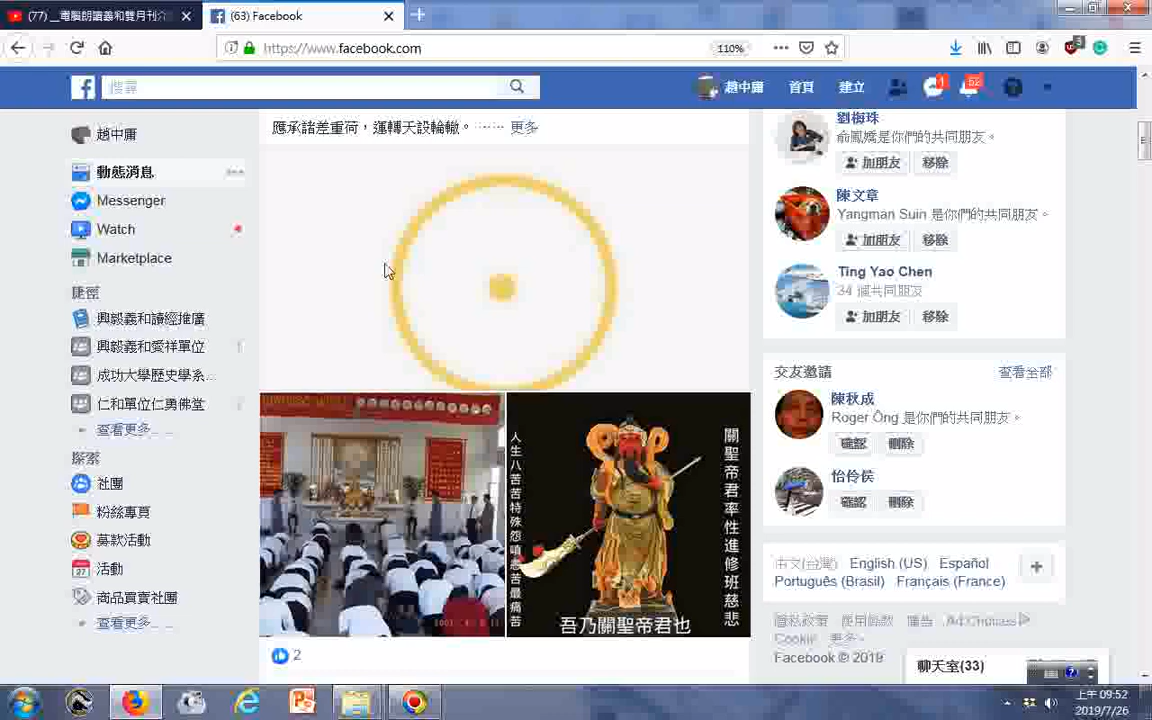 (77) __電腦朗讀義和雙月刊介
(63) Facebook
https://www.facebook.com
110%
搜尋
趙中庸
首頁
建立
1
52
趙中庸
動態消息
Messenger
Watch
Marketplace
捷徑
興毅義和讀經推廣
興毅義和愛祥單位 1
成功大學歷史學系...
仁和單位仁勇佛堂
查看更多...
探索
社團
粉絲專頁
募款活動
活動
商品買賣社團
查看更多...
應承諸差重荷，運轉天設輪轍。…… 更多
人生八苦苦特殊怨嗔恚苦最痛苦
關聖帝君率性進修班慈悲
吾乃關聖帝君也
2
劉梅珠
俞鳳嬌是你們的共同朋友。
加朋友 移除
陳文章
Yangman Suin 是你們的共同朋友。
加朋友 移除
Ting Yao Chen
34 個共同朋友
加朋友 移除
交友邀請 查看全部
陳秋成
Roger Ông 是你們的共同朋友。
確認 刪除
怡伶侯
確認 刪除
中文(台灣) English (US) Español
Português (Brasil) Français (France)
隱私政策 使用條款 廣告 Ad Choices
Cookie 更多
Facebook © 2019
聊天室(33)
上午 09:52
2019/7/26